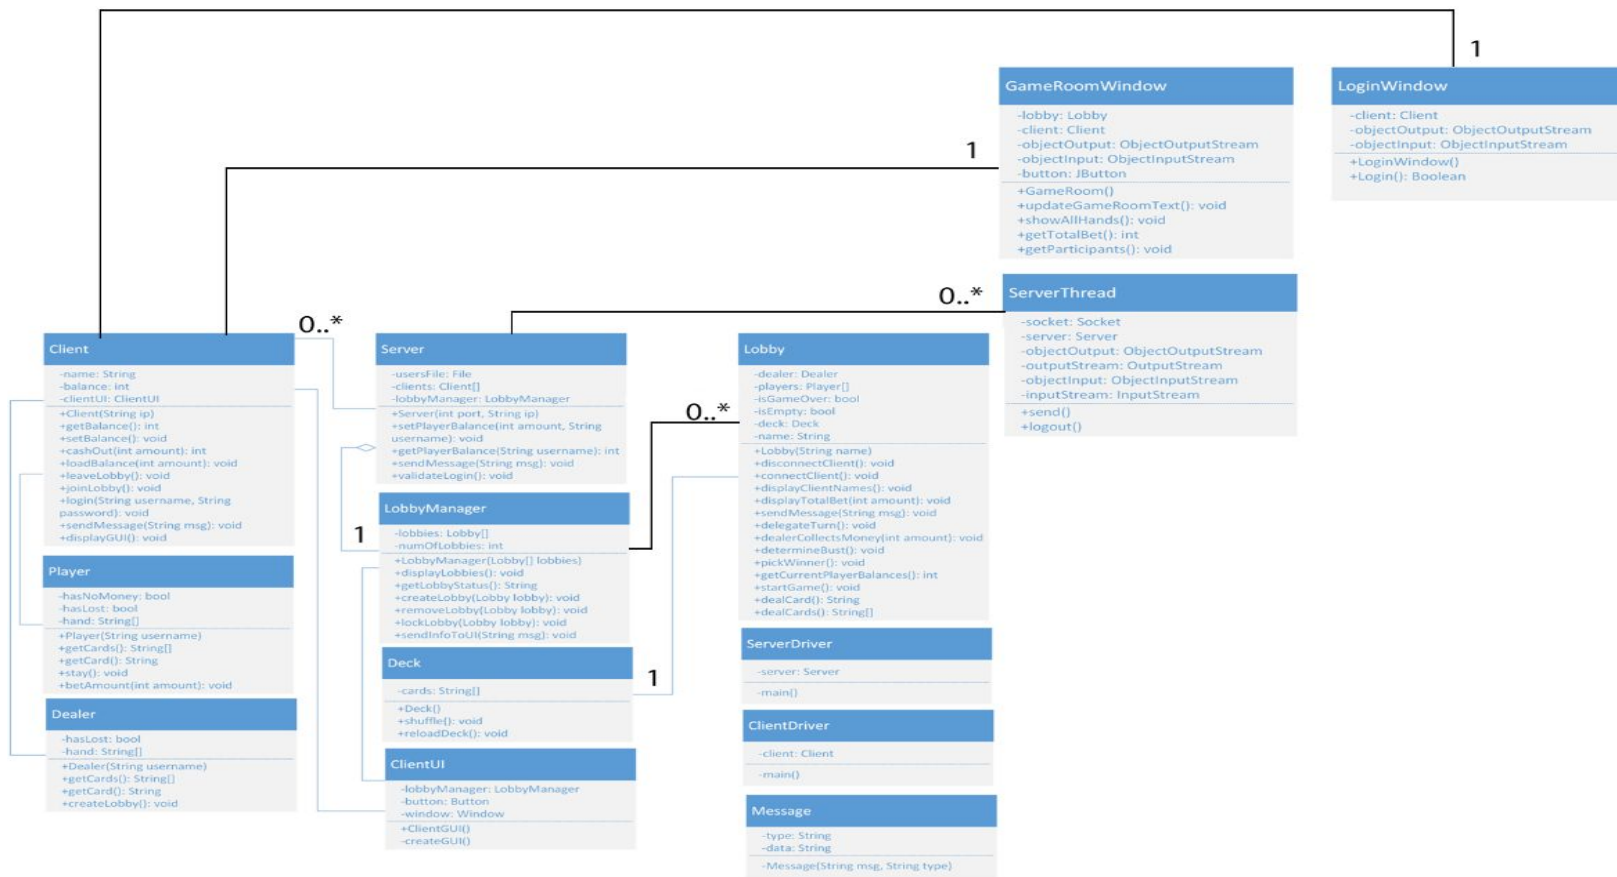 1
GameRoomWindow
-lobby: Lobby
-client: Client
-objectOutput: ObjectOutputStream
-objectInput: ObjectInputStream
-button: JButton
+GameRoom()
+updateGameRoomText(): void
+showAllHands(): void
+getTotalBet(): int
+getParticipants(): void
LoginWindow
-client: Client
-objectOutput: ObjectOutputStream
-objectInput: ObjectInputStream
+LoginWindow()
+Login(): Boolean
1
0..*
ServerThread
-socket: Socket
-server: Server
-objectOutput: ObjectOutputStream
-outputStream: OutputStream
-objectInput: ObjectInputStream
-inputStream: InputStream
+send()
+logout()
0..*
Client
-name: String
-balance: int
-clientUI: ClientUI
+Client(String ip)
+getBalance(): int
+setBalance(): void
+cashOut(int amount): int
+loadBalance(int amount): void
+leaveLobby(): void
+joinLobby(): void
+login(String username, String
password): void
+sendMessage(String msg): void
+displayGUI(): void
Server
-usersFile: File
-clients: Client[]
-lobbyManager: LobbyManager
+Server(int port, String ip)
+setPlayerBalance(int amount, String
username): void
+getPlayerBalance(String username): int
+sendMessage(String msg): void
+validateLogin(): void
Lobby
-dealer: Dealer
-players: Player[]
-isGameOver: bool
-isEmpty: bool
-deck: Deck
-name: String
+Lobby(String name)
+disconnectClient(): void
+connectClient(): void
+displayClientNames(): void
+displayTotalBet(int amount): void
+sendMessage(String msg): void
+delegateTurn(): void
+dealerCollectsMoney(int amount): void
+determineBust(): void
+pickWinner(): void
+getCurrentPlayerBalances(): int
+startGame(): void
+dealCard(): String
+dealCards(): String[]
0..*
1
LobbyManager
-lobbies: Lobby[]
-numOfLobbies: int
+LobbyManager(Lobby[] lobbies)
+displayLobbies(): void
+getLobbyStatus(): String
+createLobby(Lobby lobby): void
+removeLobby(Lobby lobby): void
+lockLobby(Lobby lobby): void
+sendInfoToUI(String msg): void
Player
-hasNoMoney: bool
-hasLost: bool
-hand: String[]
+Player(String username)
+getCards(): String[]
+getCard(): String
+stay(): void
+betAmount(int amount): void
Deck
-cards: String[]
+Deck()
+shuffle(): void
+reloadDeck(): void
1
ServerDriver
-server: Server
-main()
Dealer
-hasLost: bool
-hand: String[]
+Dealer(String username)
+getCards(): String[]
+getCard(): String
+createLobby(): void
ClientUI
-lobbyManager: LobbyManager
-button: Button
-window: Window
+ClientGUI()
-createGUI()
ClientDriver
-client: Client
-main()
Message
-type: String
-data: String
-Message(String msg, String type)